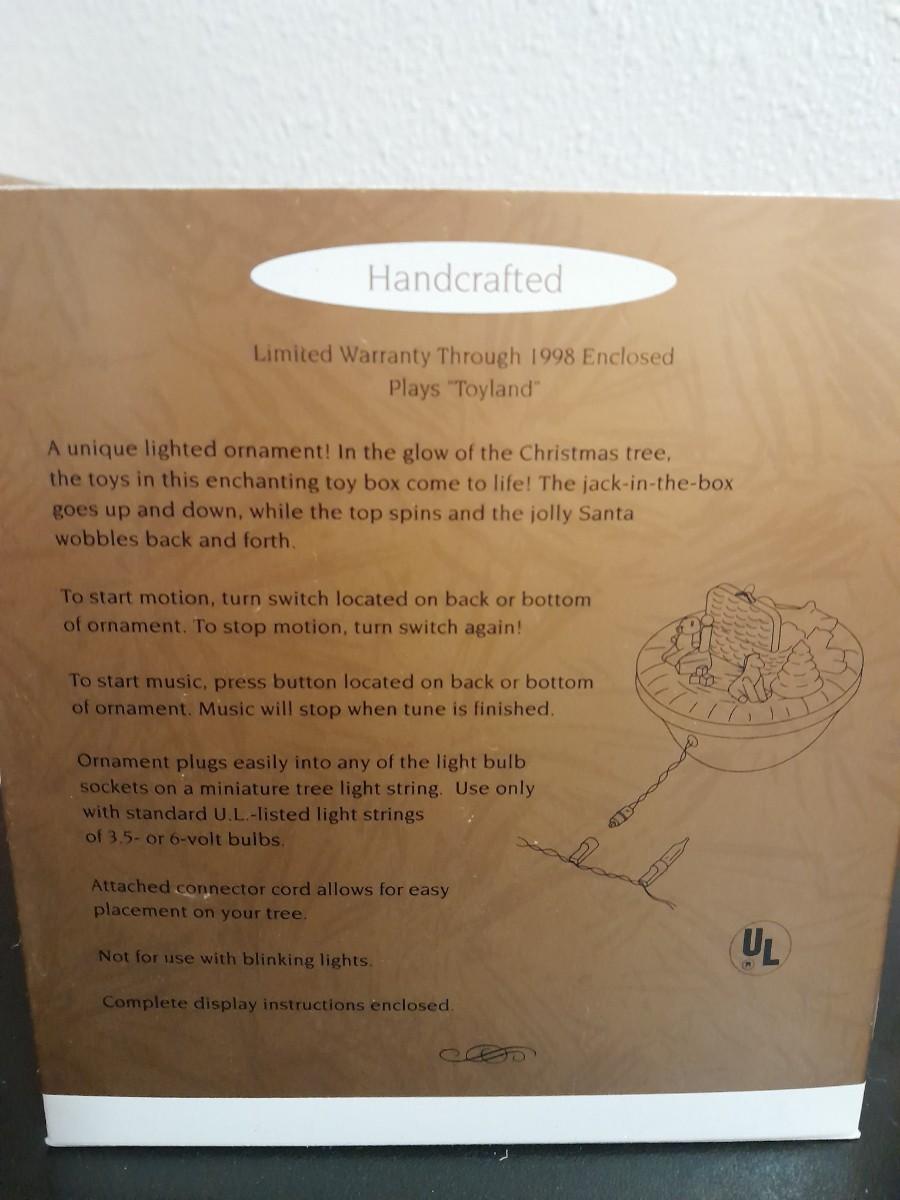 Handcrafted
Limited Warranty Through 1998 Enclosed
Plays "Toyland"
A unique lighted ornament! In the glow of the Christmas tree,
the toys in this enchanting toy box come to life! The jack-in-the-box
goes up and down, while the top spins and the jolly Santa
wobbles back and forth.
To start motion, turn switch located on back or bottom
of ornament. To stop motion, turn switch again!
To start music, press button located on back or bottom
of ornament. Music will stop when tune is finished.
Ornament plugs easily into any of the light bulb
sockets on a miniature tree light string. Use only
with standard U.L.-listed light strings
of 3.5- or 6-volt bulbs.
Attached connector cord allows for easy
placement on your tree.
Not for use with blinking lights.
Complete display instructions enclosed.
UL
®